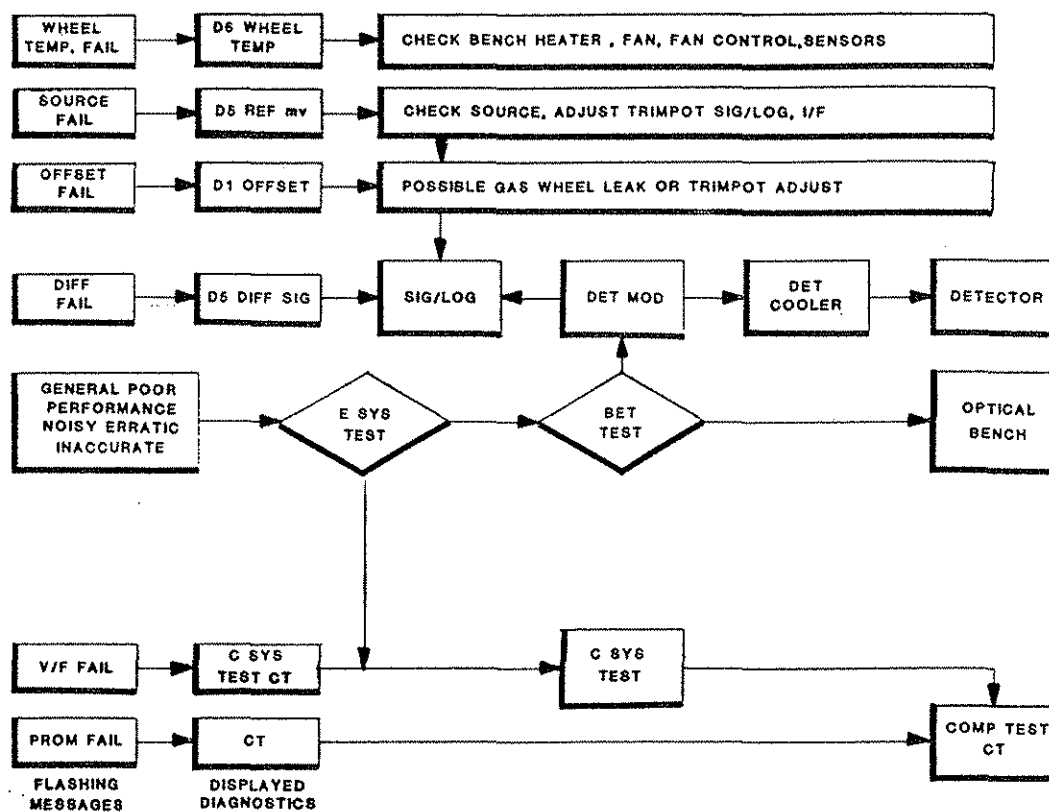 WHEEL
TEMP. FAIL
D6 WHEEL
TEMP
CHECK BENCH HEATER , FAN, FAN CONTROL,SENSORS
SOURCE
FAIL
D5 REF mv
CHECK SOURCE, ADJUST TRIMPOT SIG/LOG, I/F
OFFSET
FAIL
D1 OFFSET
POSSIBLE GAS WHEEL LEAK OR TRIMPOT ADJUST
DIFF
FAIL
D5 DIFF SIG
SIG/LOG
DET MOD
DET
COOLER
DETECTOR
GENERAL POOR
PERFORMANCE
NOISY ERRATIC
INACCURATE
E SYS
TEST
BET
TEST
OPTICAL
BENCH
V/F FAIL
C SYS
TEST CT
C SYS
TEST
PROM FAIL
CT
COMP TEST
CT
FLASHING
MESSAGES
DISPLAYED
DIAGNOSTICS